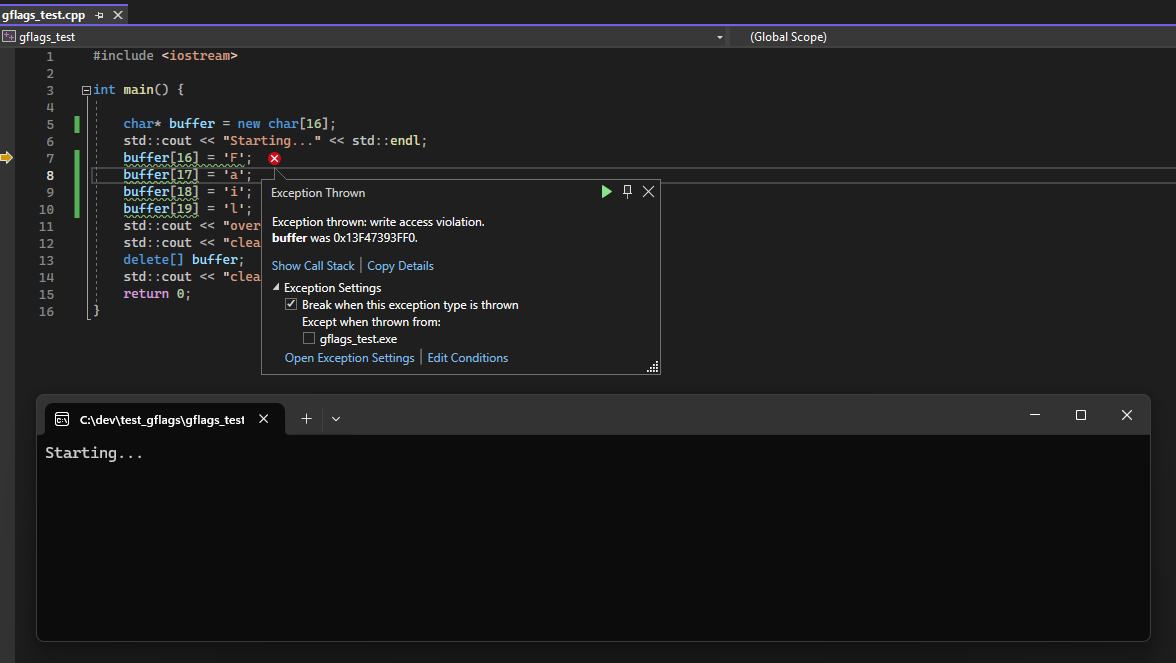 gflags_test.cpp
gflags_test
(Global Scope)
1 #include <iostream>
2
3 int main() {
4
5 char* buffer = new char[16];
6 std::cout << "Starting..." << std::endl;
7 buffer[16] = 'F';
8 buffer[17] = 'a';
9 buffer[18] = 'i';
10 buffer[19] = 'l';
11 std::cout << "over
12 std::cout << "clea
13 delete[] buffer;
14 std::cout << "clea
15 return 0;
16 }
Exception Thrown
Exception thrown: write access violation.
buffer was 0x13F47393FF0.
Show Call Stack | Copy Details
Exception Settings
Break when this exception type is thrown
Except when thrown from:
gflags_test.exe
Open Exception Settings | Edit Conditions
C:\dev\test_gflags\gflags_test
Starting...